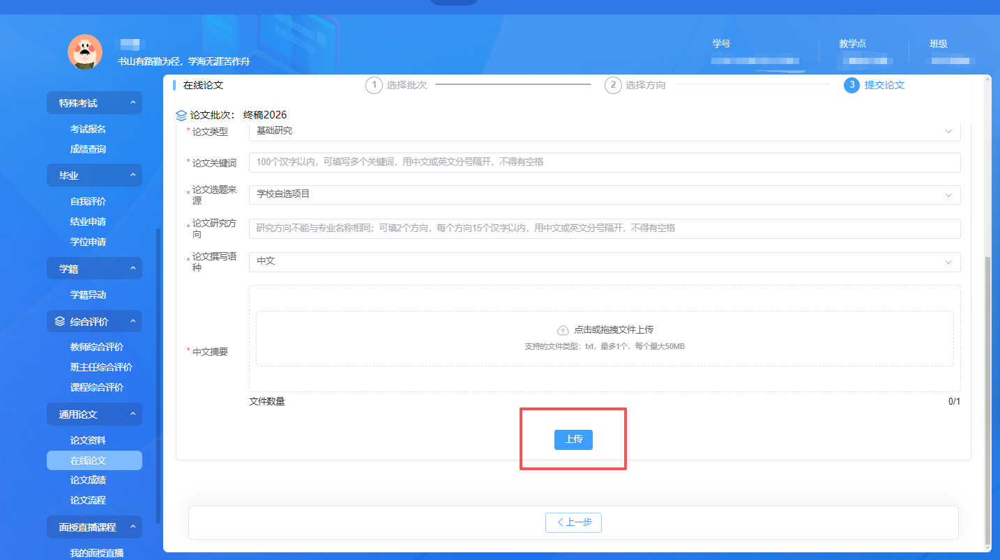 书山有路勤为径，学海无涯苦作舟
学号
教学点
班级
特殊考试
考试报名
成绩查询
毕业
自我评价
结业申请
学位申请
学籍
学籍异动
综合评价
教师综合评价
班主任综合评价
课程综合评价
通用论文
论文资料
在线论文
论文成绩
论文流程
面授直播课程
我的面授直播
在线论文
1 选择批次
2 选择方向
3 提交论文
论文批次： 终稿2026
* 论文类型 基础研究
* 论文关键词 100个汉字以内，可填写多个关键词，用中文或英文分号隔开，不得有空格
* 论文选题来
源
学校自选项目
* 论文研究方
向
研究方向不能与专业名称相同；可填2个方向，每个方向15个汉字以内，用中文或英文分号隔开，不得有空格
* 论文撰写语
种
中文
* 中文摘要
点击或拖拽文件上传
支持的文件类型：txt，最多1个，每个最大50MB
文件数量 0/1
上传
上一步